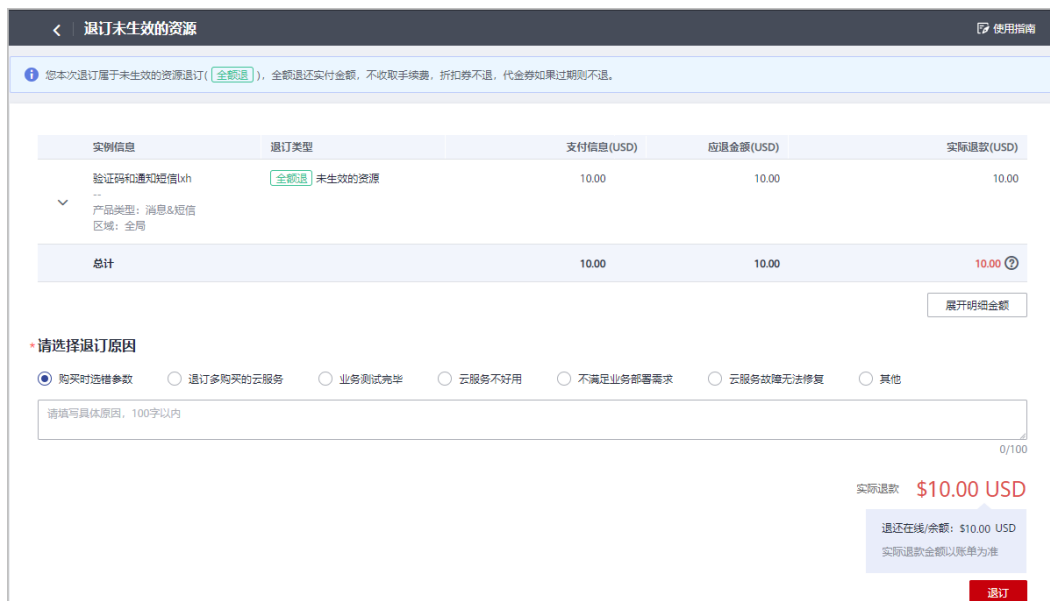 退订未生效的资源
使用指南
您本次退订属于未生效的资源退订( 全额退 )，全额退还实付金额，不收取手续费，折扣券不退，代金券如果过期则不退。
实例信息 退订类型 支付信息(USD) 应退金额(USD) 实际退款(USD)
验证码和通知短信lxh 全额退 未生效的资源 10.00 10.00 10.00
--
产品类型：消息&短信
区域：全局
总计 10.00 10.00 10.00
展开明细金额
*请选择退订原因
购买时选错参数 退订多购买的云服务 业务测试完毕 云服务不好用 不满足业务部署需求 云服务故障无法修复 其他
请填写具体原因，100字以内
0/100
实际退款 $10.00 USD
退还在线/余额：$10.00 USD
实际退款金额以账单为准
退订